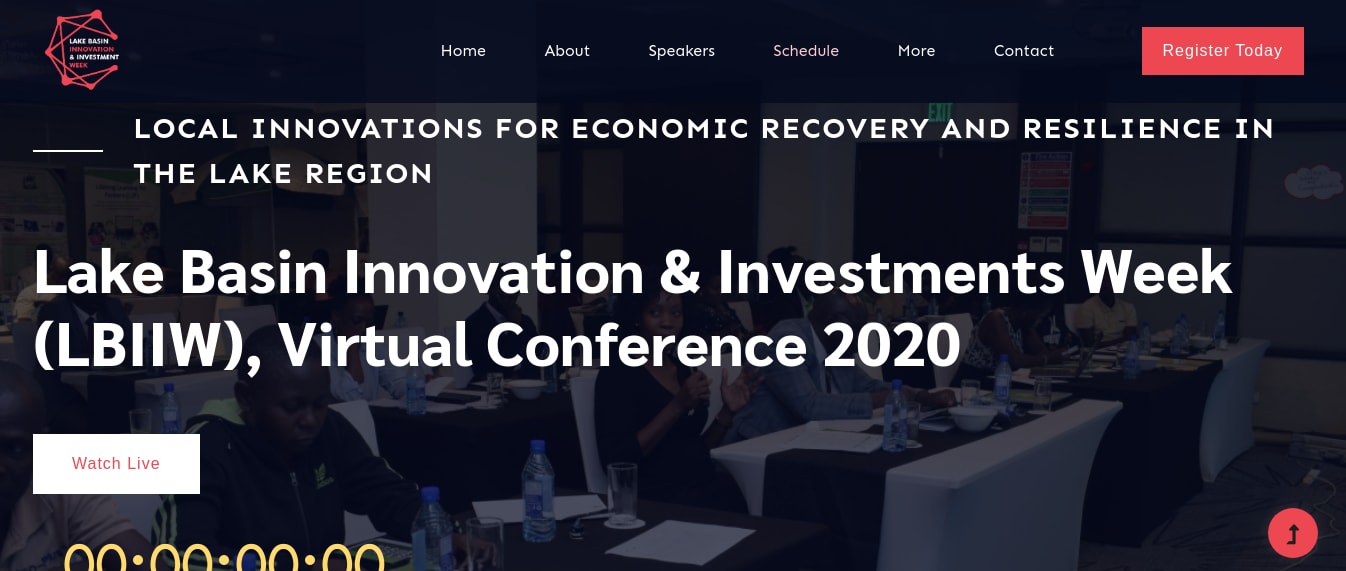 LAKE BASIN
INNOVATION
& INVESTMENT
WEEK
Home About Speakers Schedule More Contact Register Today
EXIT
LOCAL INNOVATIONS FOR ECONOMIC RECOVERY AND RESILIENCE IN
THE LAKE REGION
Lake Basin Innovation & Investments Week
(LBIIW), Virtual Conference 2020
Watch Live
00:00:00:00